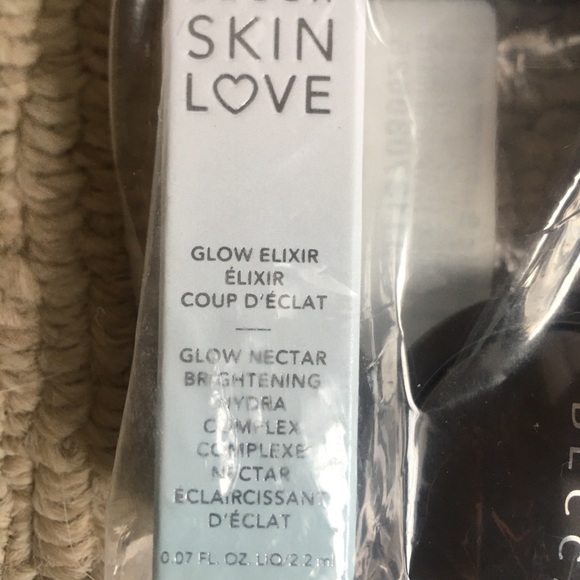 SKIN
LOVE
GLOW ELIXIR
ÉLIXIR
COUP D'ÉCLAT
GLOW NECTAR
BRIGHTENING
HYDRA
COMPLEX
COMPLEXE
NECTAR
ÉCLAIRCISSANT
D'ÉCLAT
0.07 FL. OZ. LIQ/2.2 ml